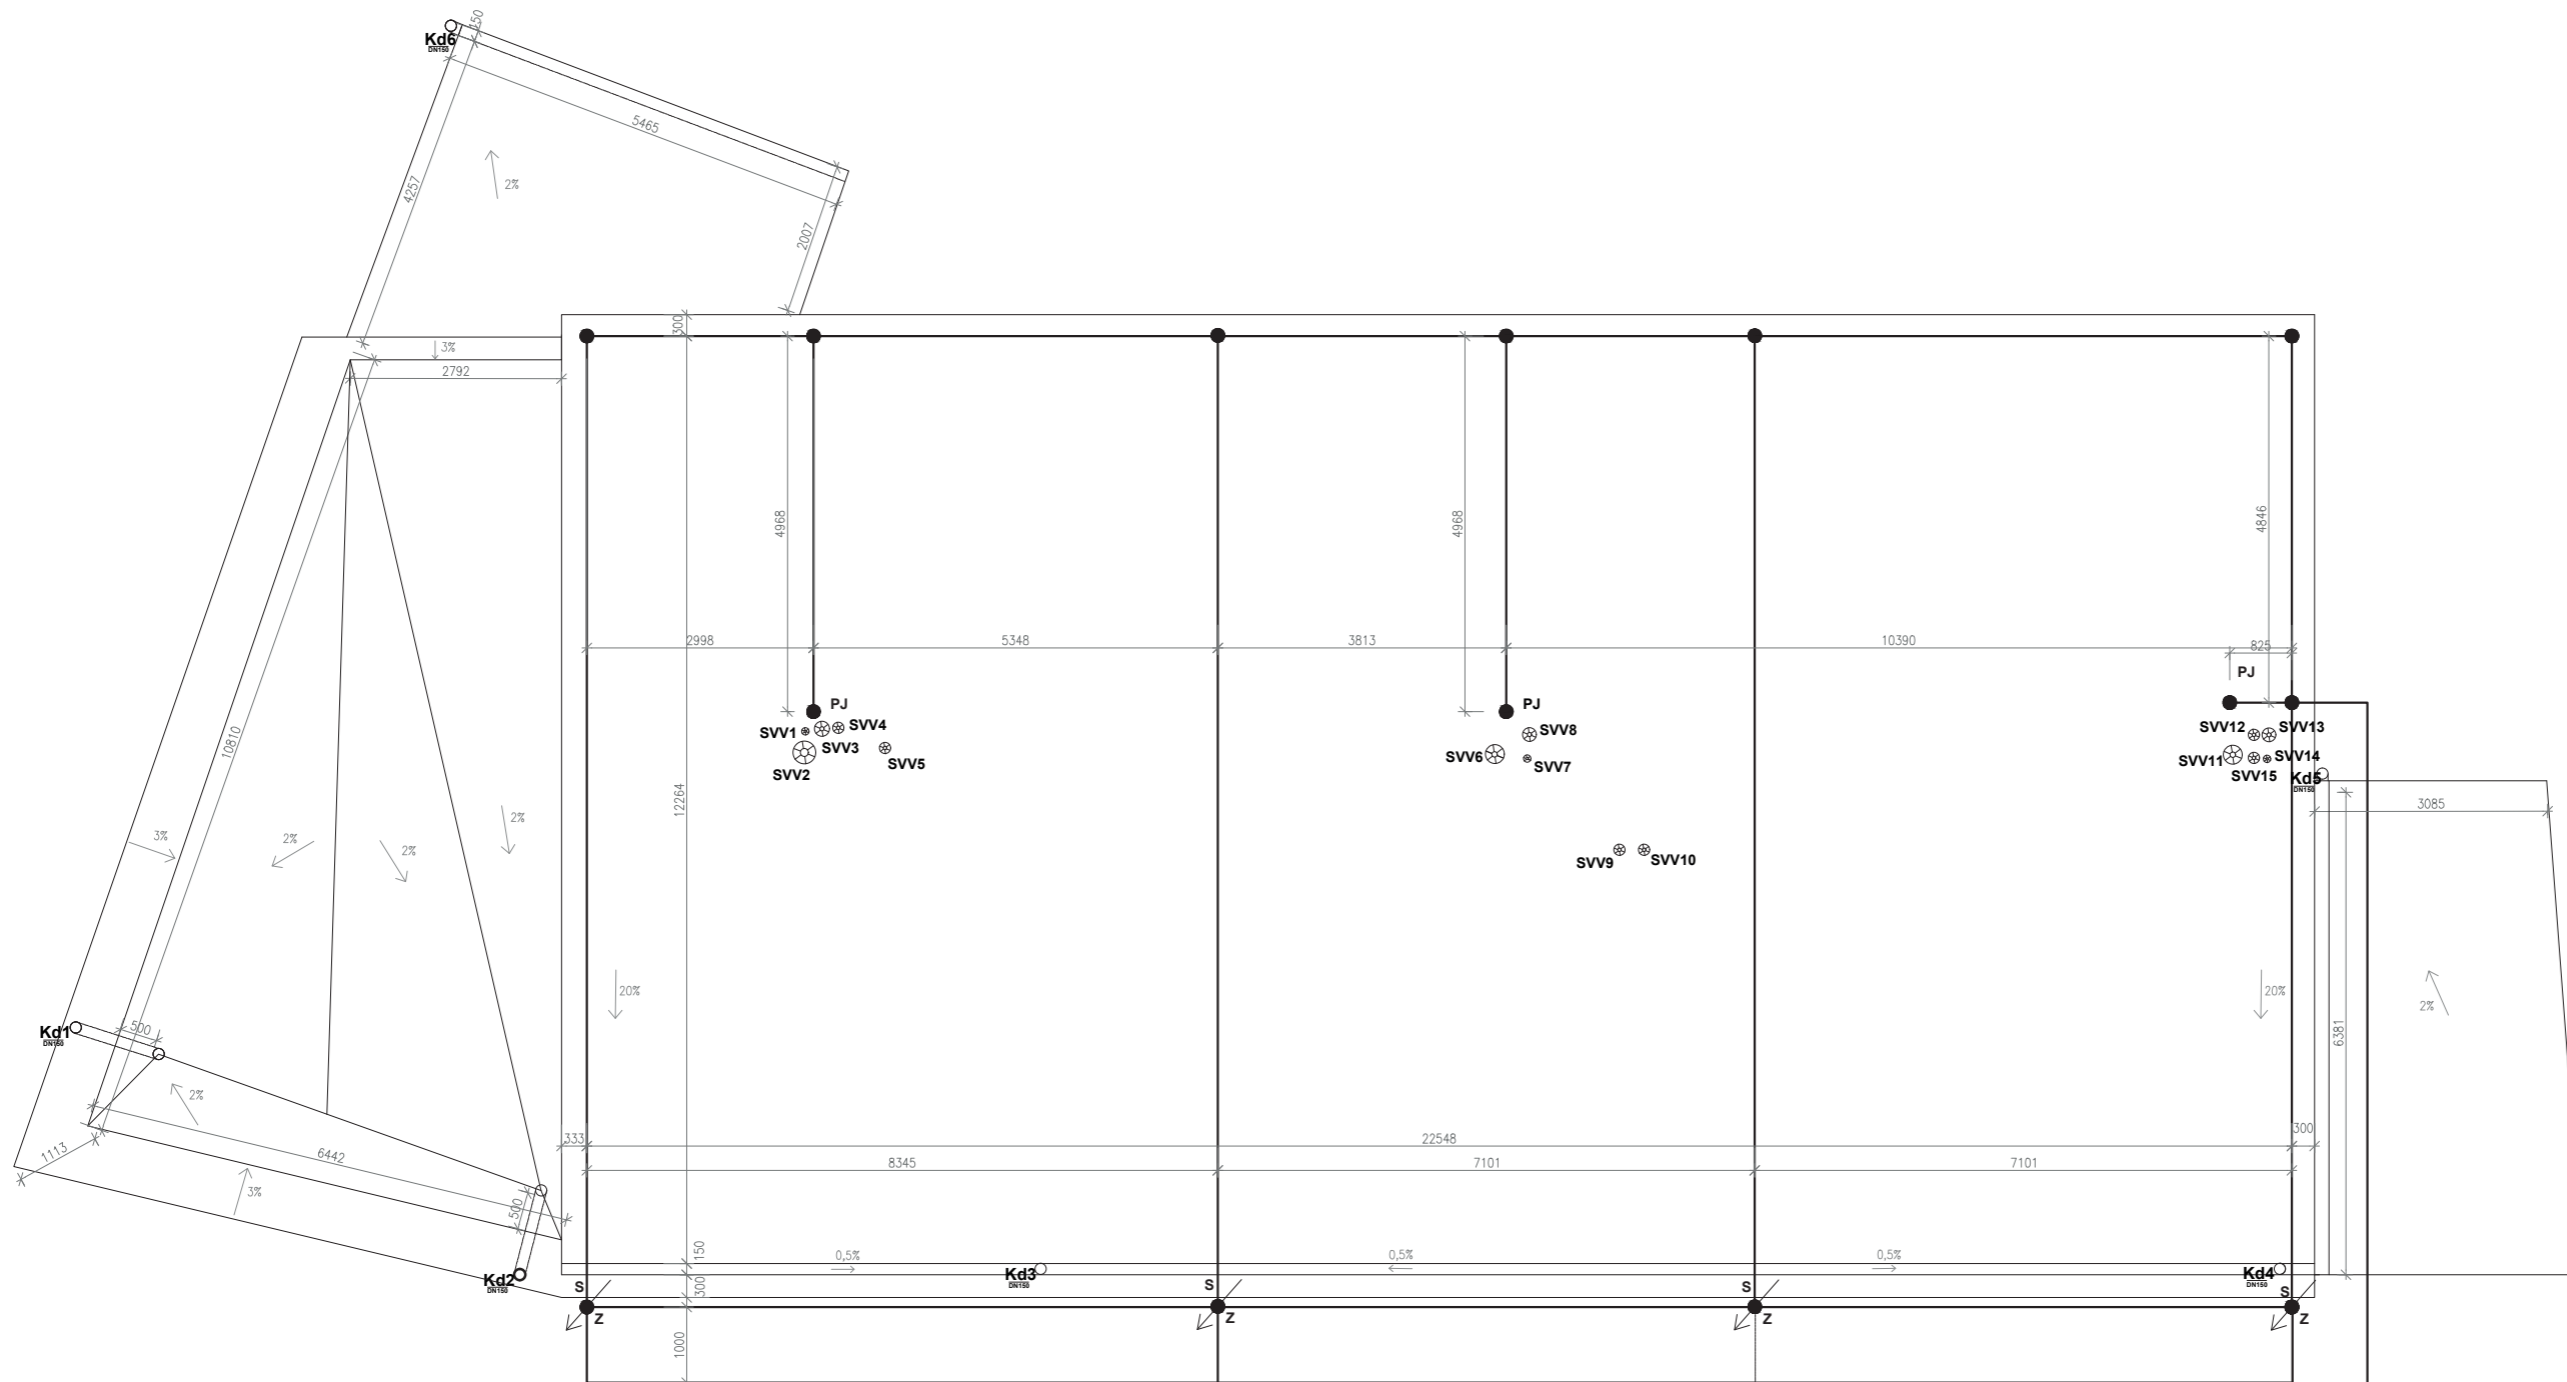 150
Kd6
DN150
5465
4257
2%
2007
300
3%
2792
4968
4968
4846
2998
5348
3813
10390
825
PJ
PJ
PJ
SVV1
SVV4
SVV3
SVV2
SVV5
SVV8
SVV6
SVV7
SVV12
SVV13
SVV11
SVV14
SVV15
Kd5
DN150
10810
12264
3085
3%
2%
2%
2%
SVV9
SVV10
20%
20%
2%
Kd1
DN150
500
6381
2%
333
22548
300
1113
6442
8345
7101
7101
3%
500
150
0,5%
0,5%
0,5%
Kd2
DN150
Kd3
DN150
Kd4
DN150
300
S
S
S
S
Z
Z
Z
Z
1000